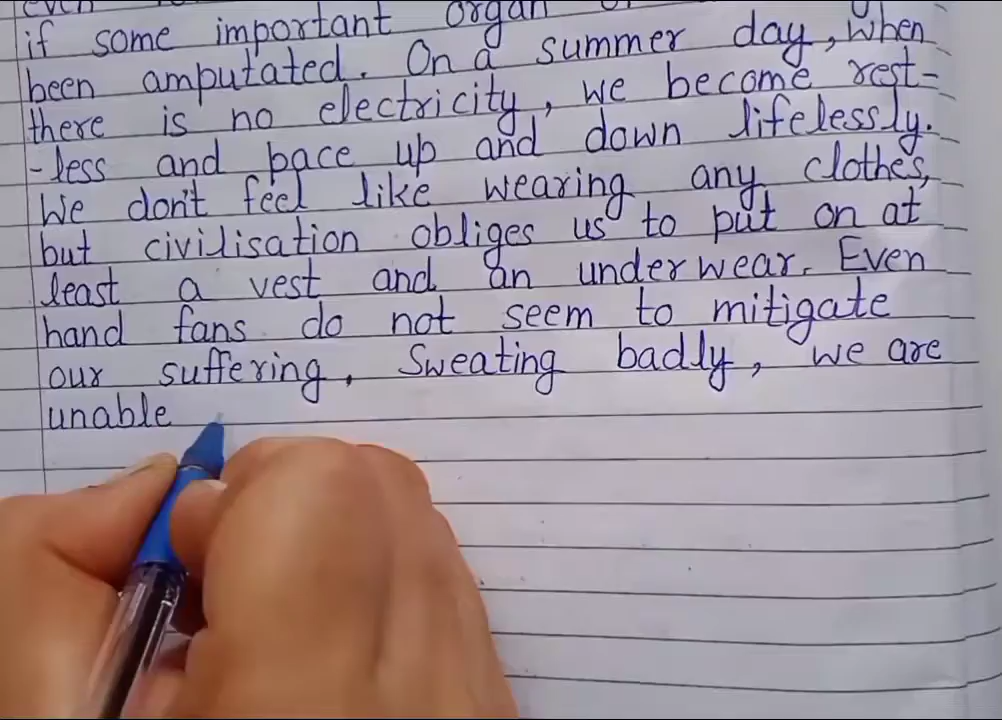 even
if some important organ
been amputated. On a summer day, when
there is no electricity, we become rest=
-less and pace up and down lifelessly.
We don't feel like wearing any clothes,
but civilisation obliges us to put on at
least a vest and an underwear. Even
hand fans do not seem to mitigate
our suffering. Sweating badly, we are
unable